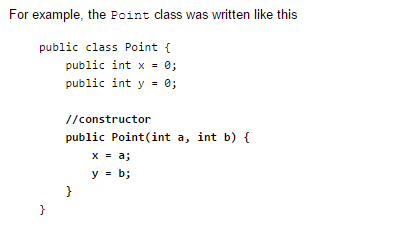 For example, the Point class was written like this
public class Point {
    public int x = 0;
    public int y = 0;

    //constructor
    public Point(int a, int b) {
        x = a;
        y = b;
    }
}